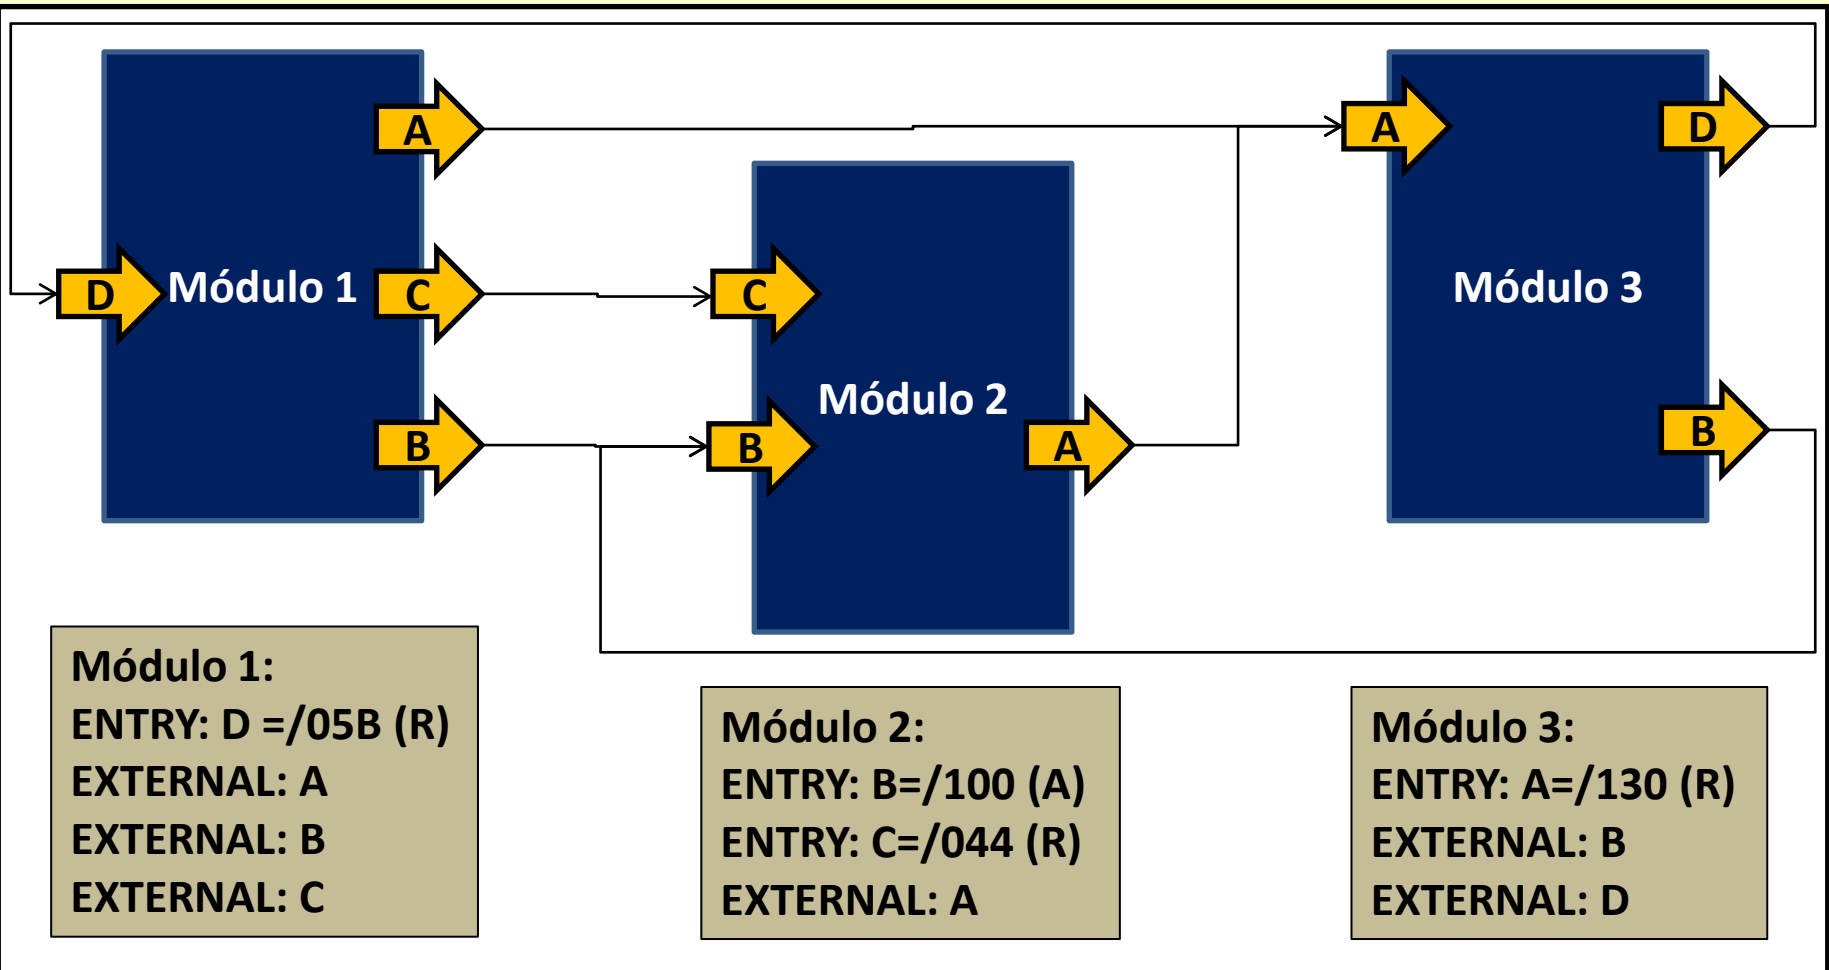 A
A
D
D
Módulo 1
C
C
Módulo 3
B
B
Módulo 2
A
B
Módulo 1:
ENTRY: D =/05B (R)
EXTERNAL: A
EXTERNAL: B
EXTERNAL: C
Módulo 2:
ENTRY: B=/100 (A)
ENTRY: C=/044 (R)
EXTERNAL: A
Módulo 3:
ENTRY: A=/130 (R)
EXTERNAL: B
EXTERNAL: D